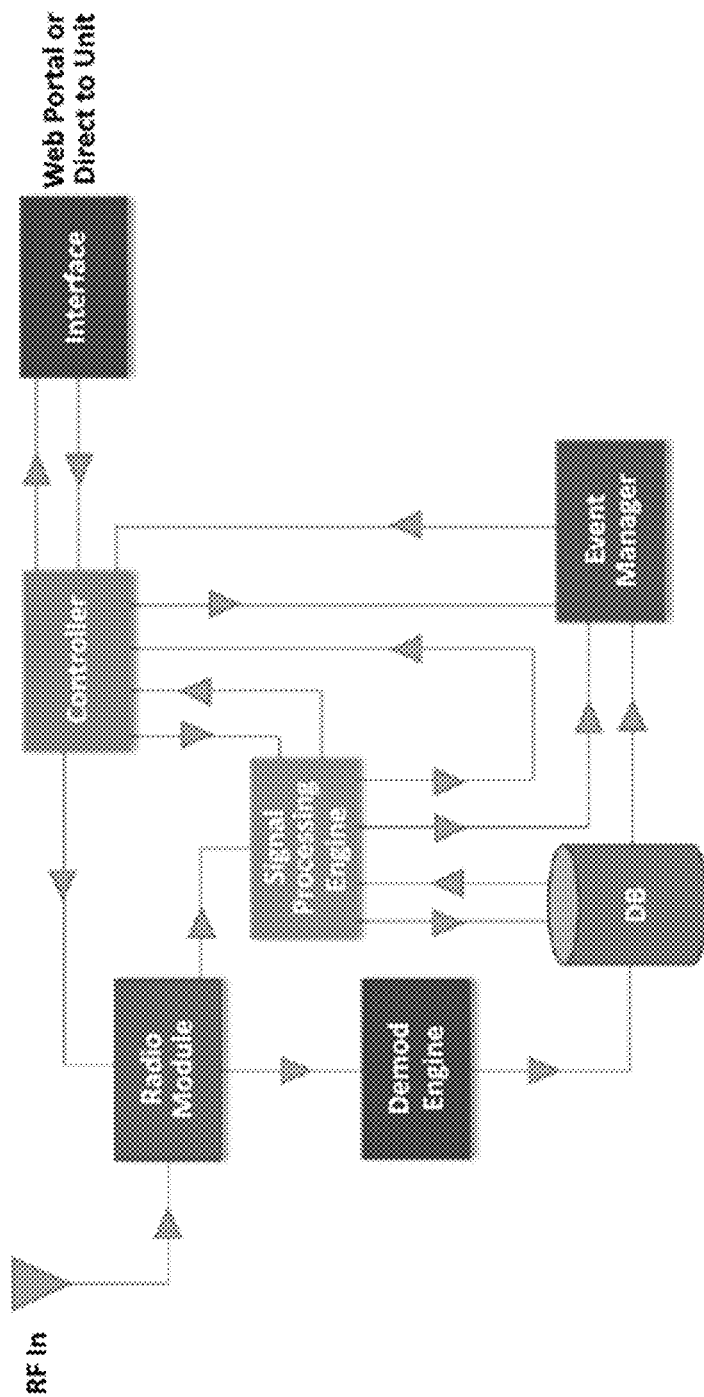 RF In
Radio
Module
Demod
Engine
Signal
Processing
Engine
DB
Controller
Event
Manager
Interface
Web Portal or
Direct to Unit